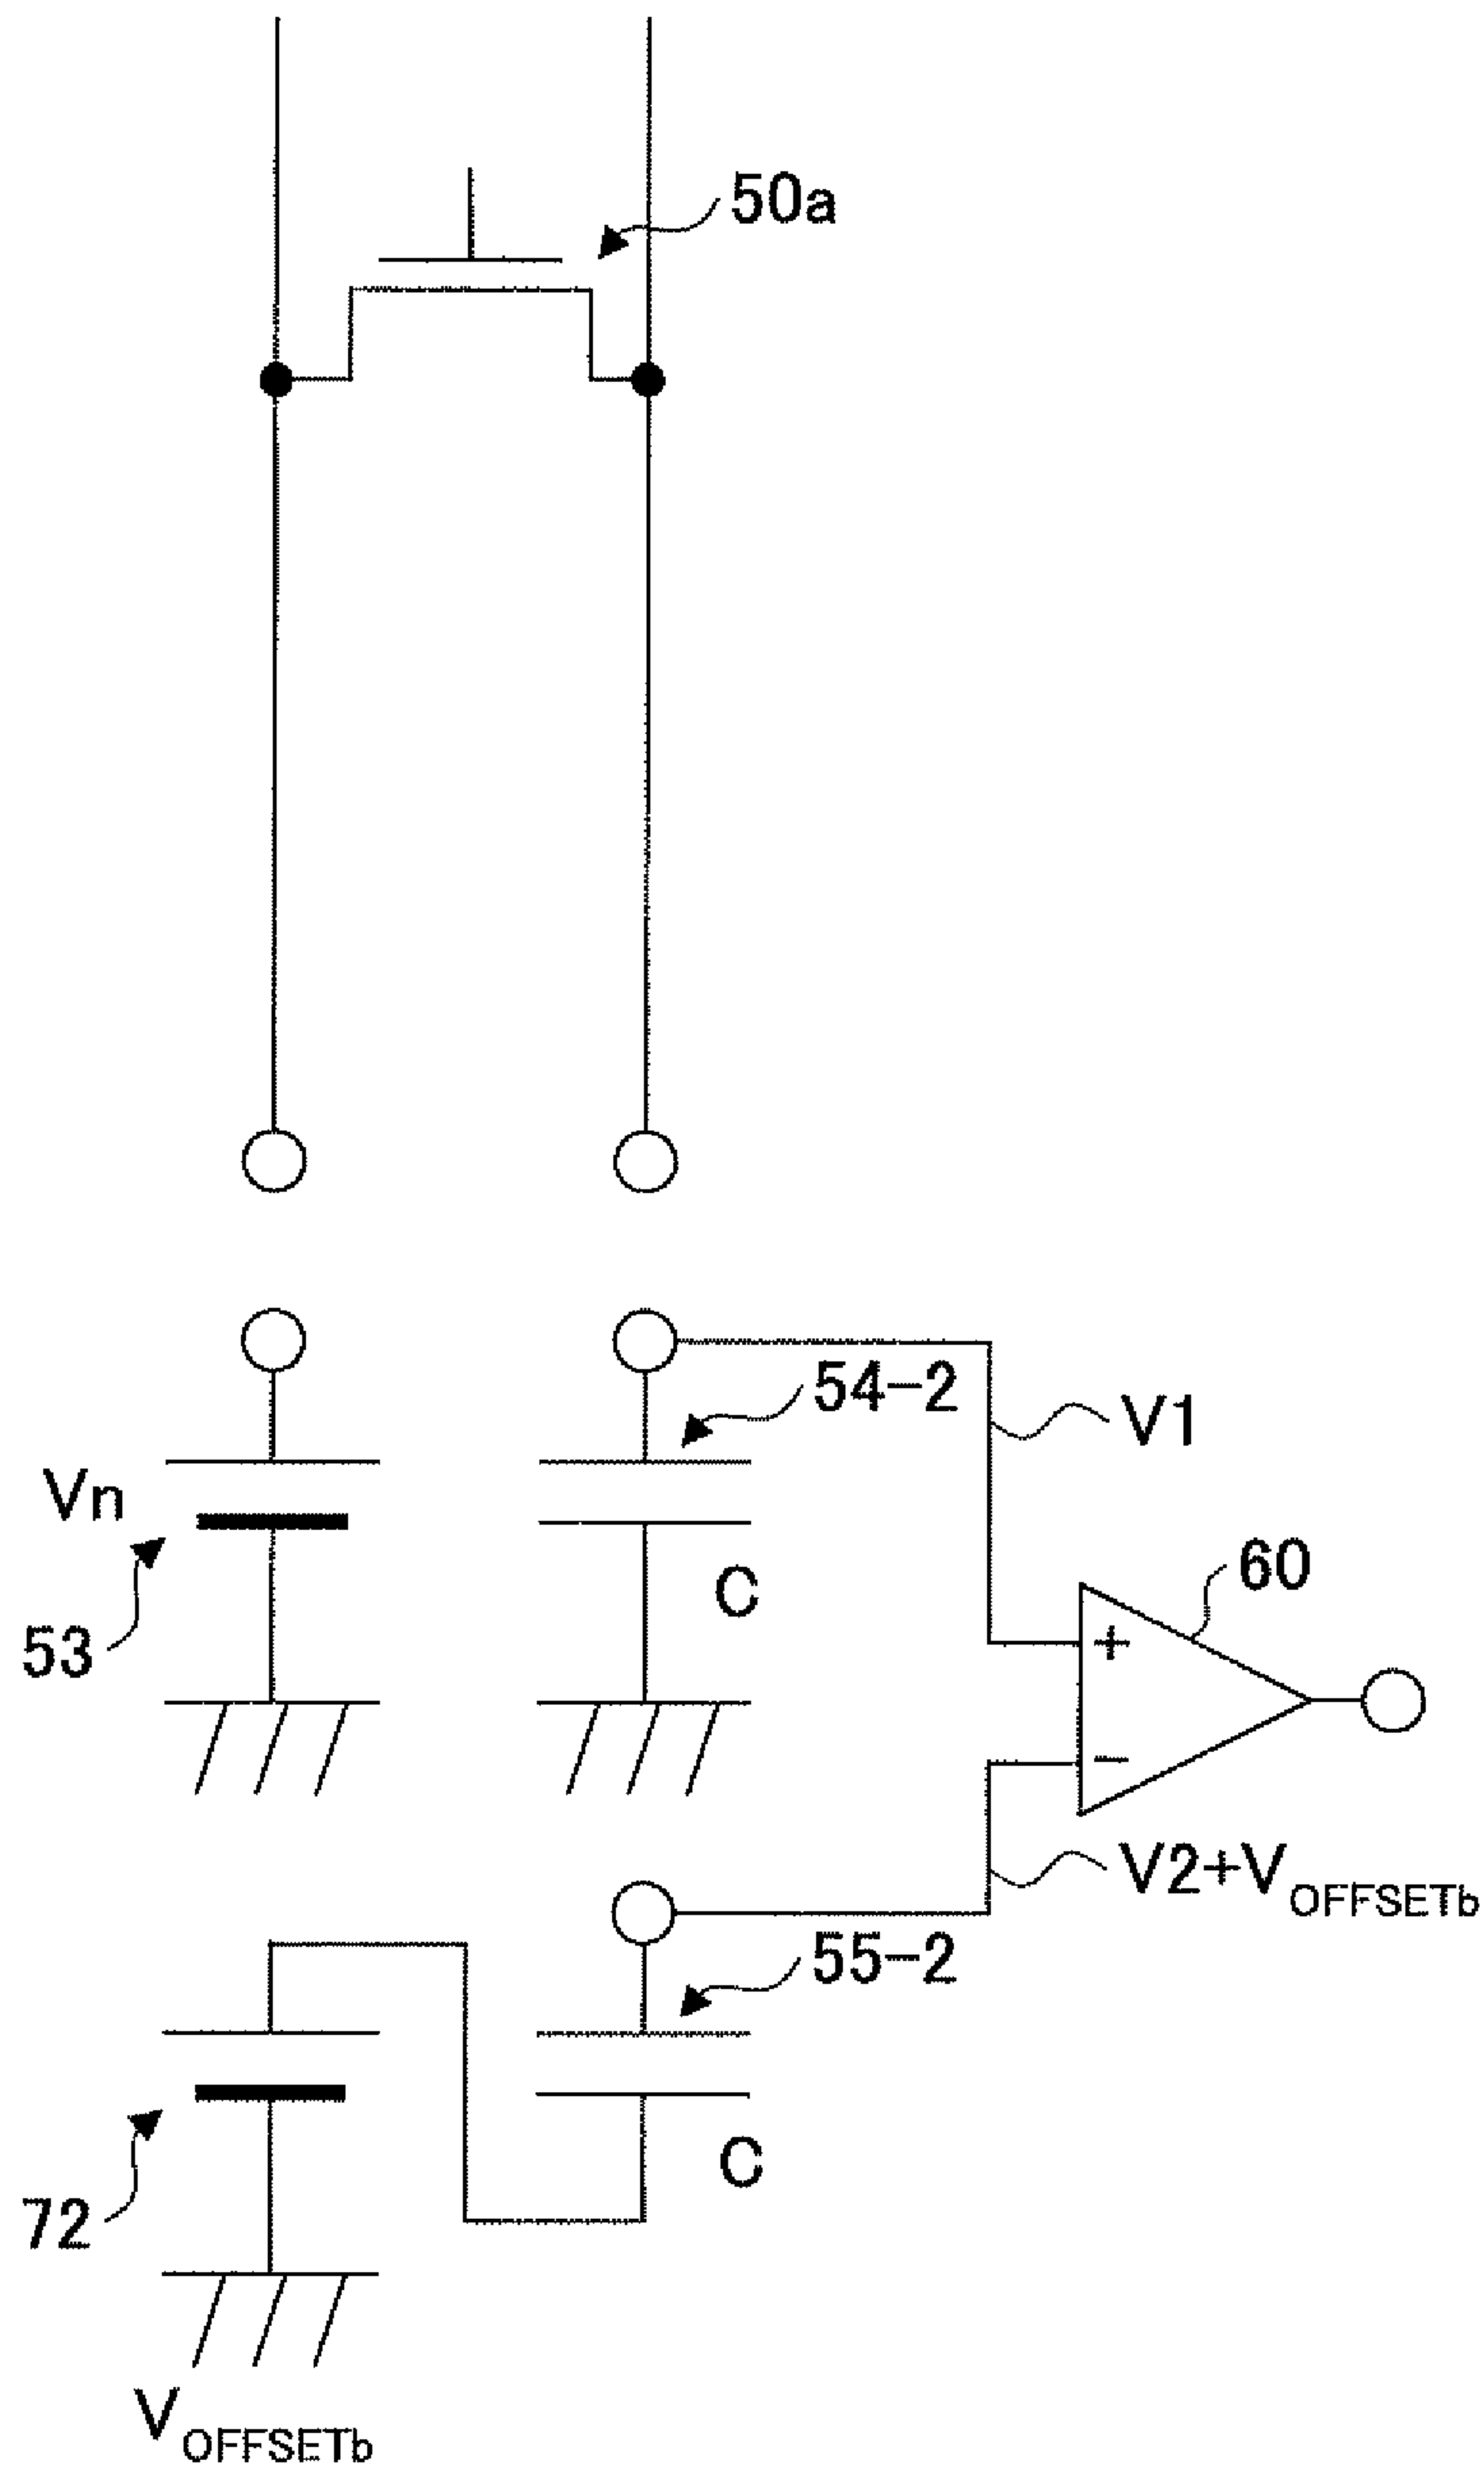 50a
54-2
V1
Vn
C
60
53
+
−
V2+VOFFSETb
55-2
C
72
VOFFSETb